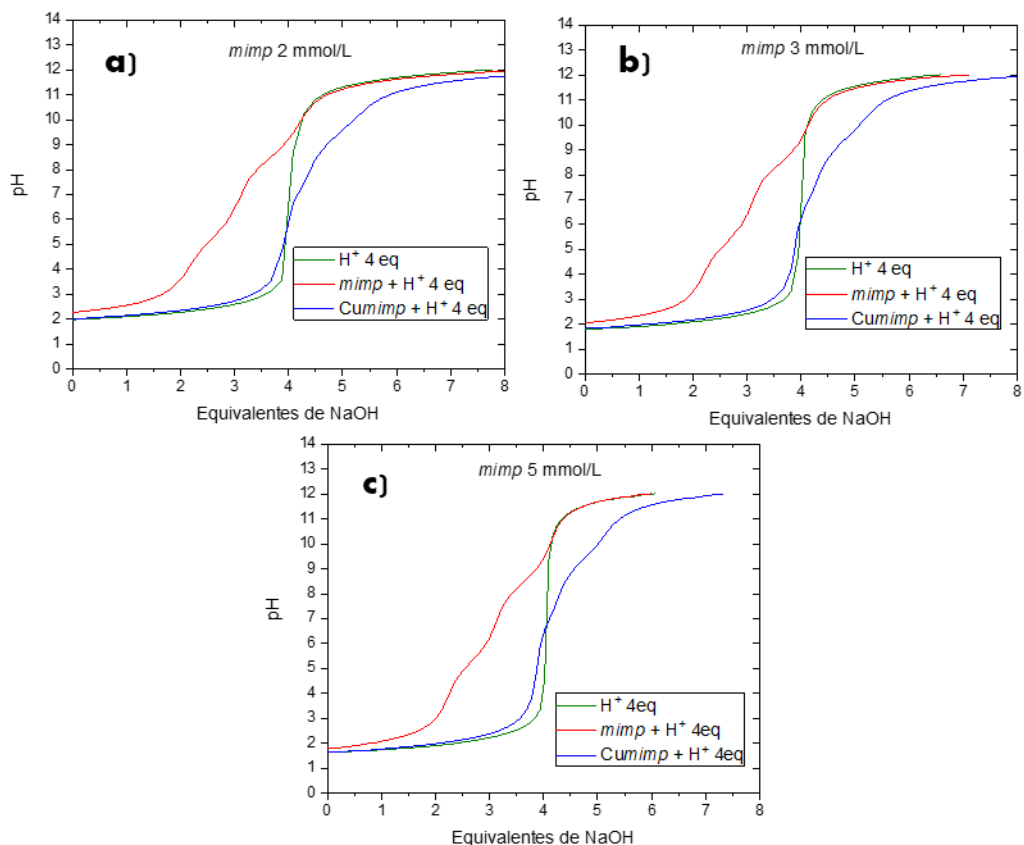 a)
mimp 2 mmol/L
pH
14
13
12
11
10
9
8
7
6
5
4
3
2
1
0
H⁺ 4 eq
mimp + H⁺ 4 eq
Cumimp + H⁺ 4 eq
0 1 2 3 4 5 6 7 8
Equivalentes de NaOH
b)
mimp 3 mmol/L
pH
14
13
12
11
10
9
8
7
6
5
4
3
2
1
0
H⁺ 4 eq
mimp + H⁺ 4 eq
Cumimp + H⁺ 4 eq
0 1 2 3 4 5 6 7 8
Equivalentes de NaOH
c)
mimp 5 mmol/L
pH
14
13
12
11
10
9
8
7
6
5
4
3
2
1
0
H⁺ 4eq
mimp + H⁺ 4eq
Cumimp + H⁺ 4eq
0 1 2 3 4 5 6 7 8
Equivalentes de NaOH